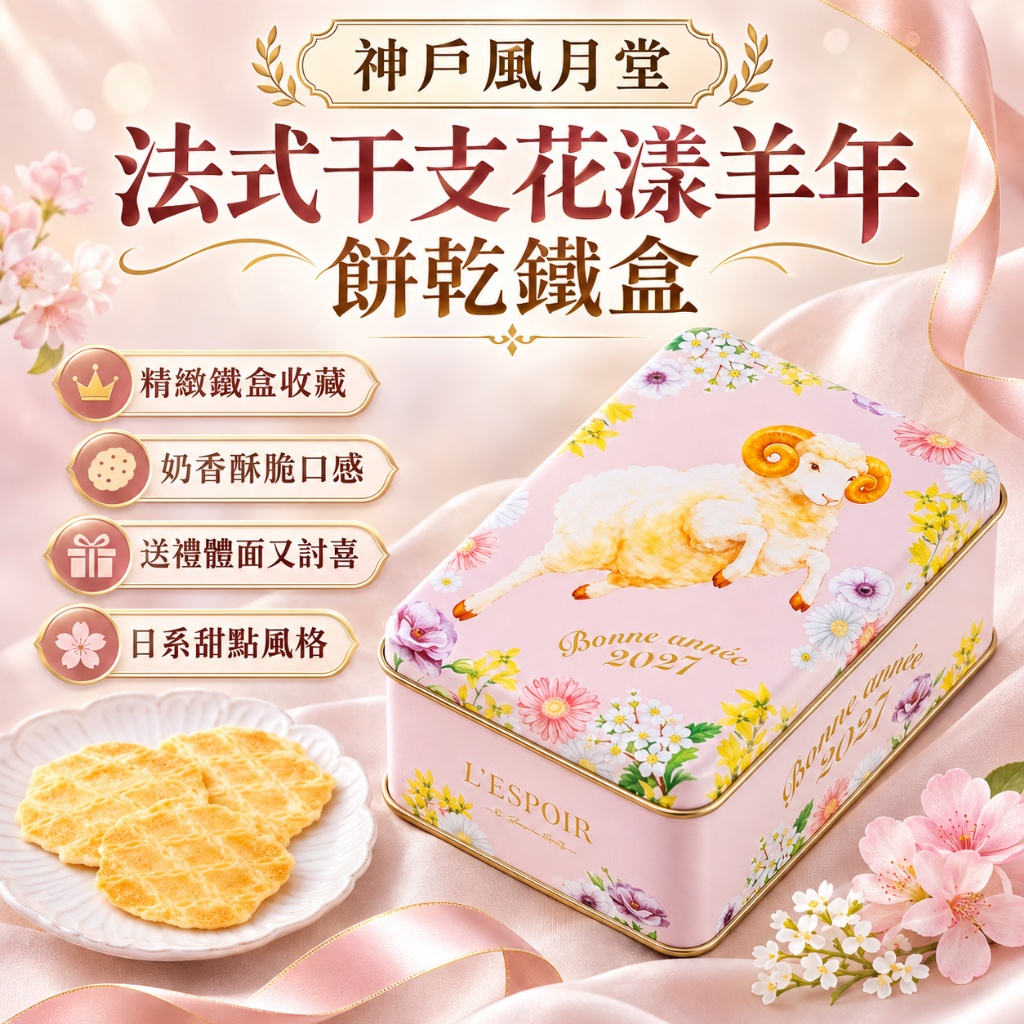 神戶風月堂
法式干支花漾羊年
餅乾鐵盒
精緻鐵盒收藏
奶香酥脆口感
送禮體面又討喜
日系甜點風格
Bonne année
2027
Bonne année
2027
L'ESPOIR